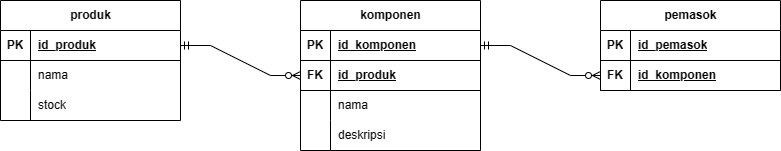 produk
PK id_produk
nama
stock
komponen
PK id_komponen
FK id_produk
nama
deskripsi
pemasok
PK id_pemasok
FK id_komponen